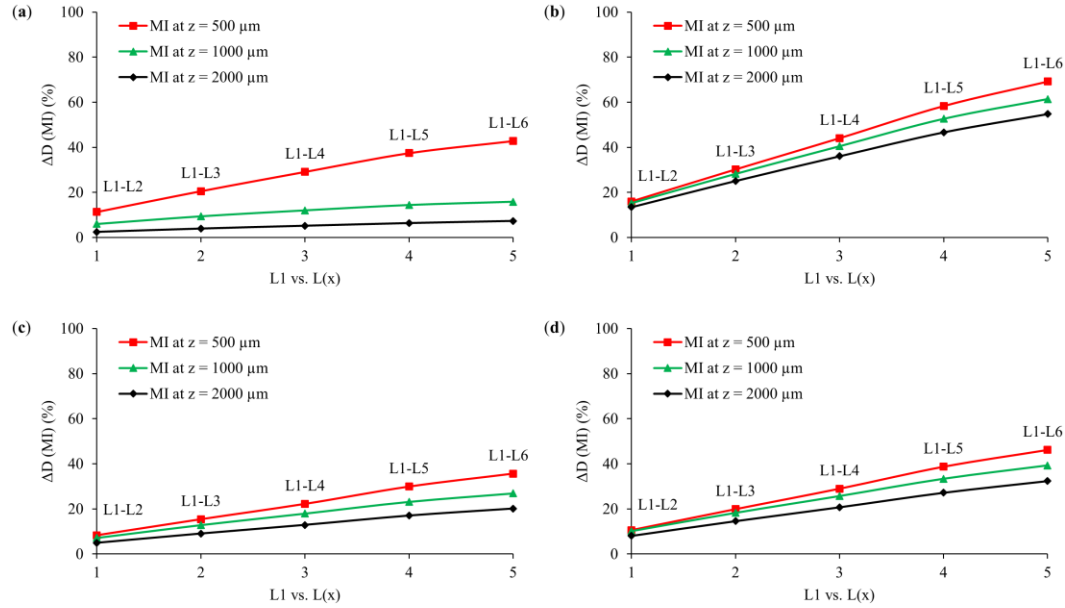 (a)
MI at z = 500 µm
MI at z = 1000 µm
MI at z = 2000 µm
100
80
60
40
20
0
ΔD (MI) (%)
L1-L2
L1-L3
L1-L4
L1-L5
L1-L6
1 2 3 4 5
L1 vs. L(x)
(b)
MI at z = 500 µm
MI at z = 1000 µm
MI at z = 2000 µm
100
80
60
40
20
0
ΔD (MI) (%)
L1-L2
L1-L3
L1-L4
L1-L5
L1-L6
1 2 3 4 5
L1 vs. L(x)
(c)
MI at z = 500 µm
MI at z = 1000 µm
MI at z = 2000 µm
100
80
60
40
20
0
ΔD (MI) (%)
L1-L2
L1-L3
L1-L4
L1-L5
L1-L6
1 2 3 4 5
L1 vs. L(x)
(d)
MI at z = 500 µm
MI at z = 1000 µm
MI at z = 2000 µm
100
80
60
40
20
0
ΔD (MI) (%)
L1-L2
L1-L3
L1-L4
L1-L5
L1-L6
1 2 3 4 5
L1 vs. L(x)